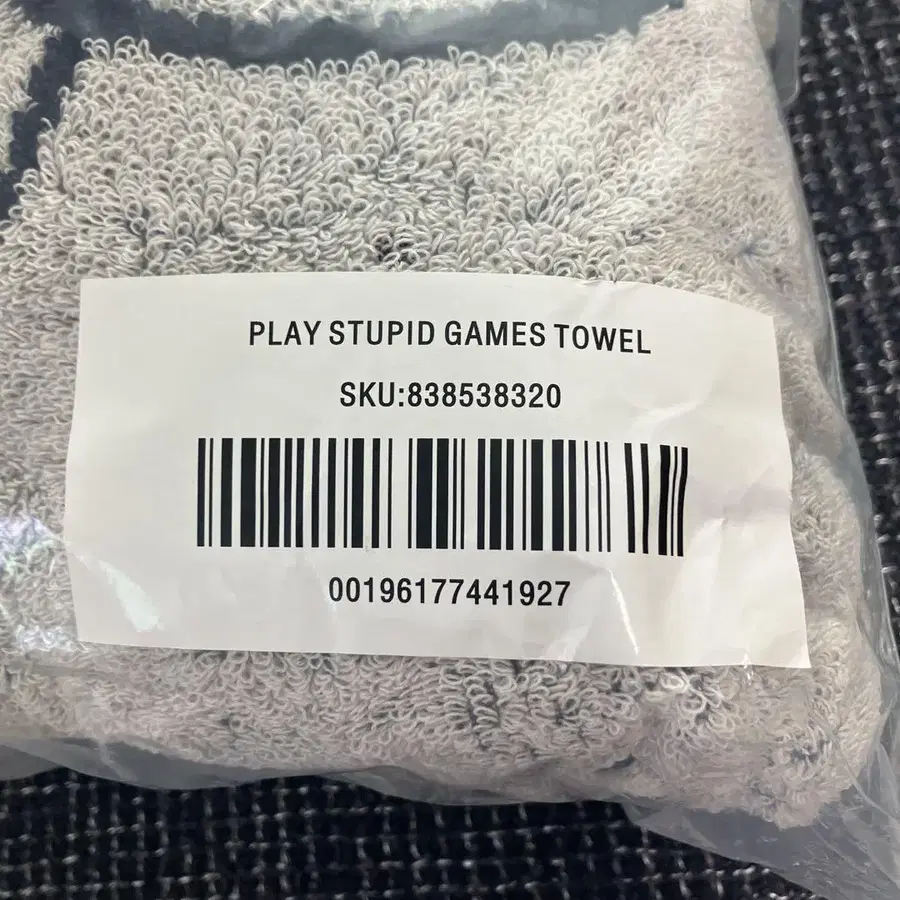 PLAY STUPID GAMES TOWEL
SKU:838538320
00196177441927